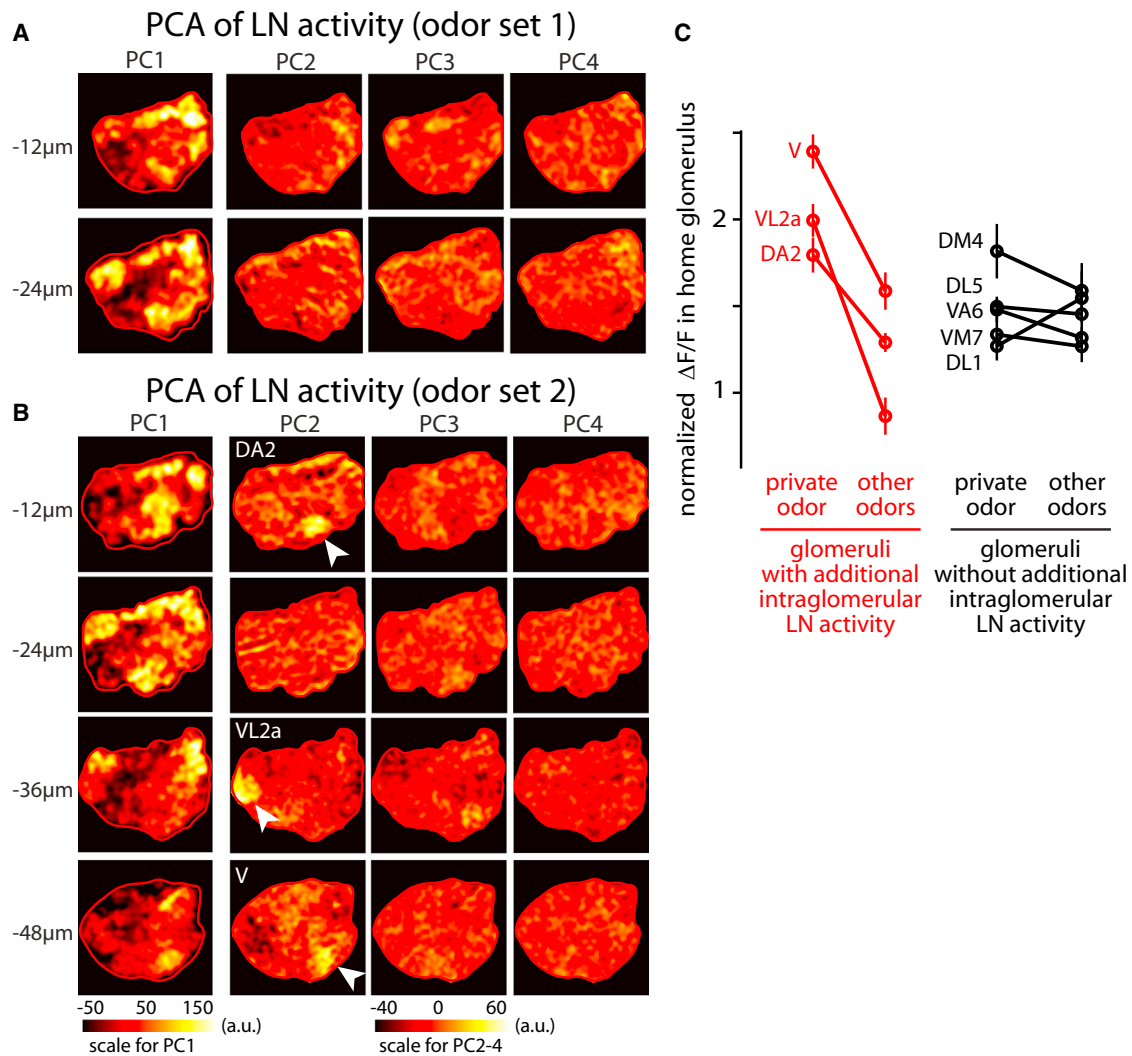 A
PCA of LN activity (odor set 1)
PC1 PC2 PC3 PC4
-12µm
-24µm
B
PCA of LN activity (odor set 2)
PC1 PC2 PC3 PC4
-12µm
DA2
-24µm
-36µm
VL2a
-48µm
V
-50 50 150 (a.u.)
scale for PC1
-40 0 60 (a.u.)
scale for PC2-4
C
normalized ΔF/F in home glomerulus
2
1
V
VL2a
DA2
DM4
DL5
VA6
VM7
DL1
private
odor
other
odors
glomeruli
with additional
intraglomerular
LN activity
private
odor
other
odors
glomeruli
without additional
intraglomerular
LN activity